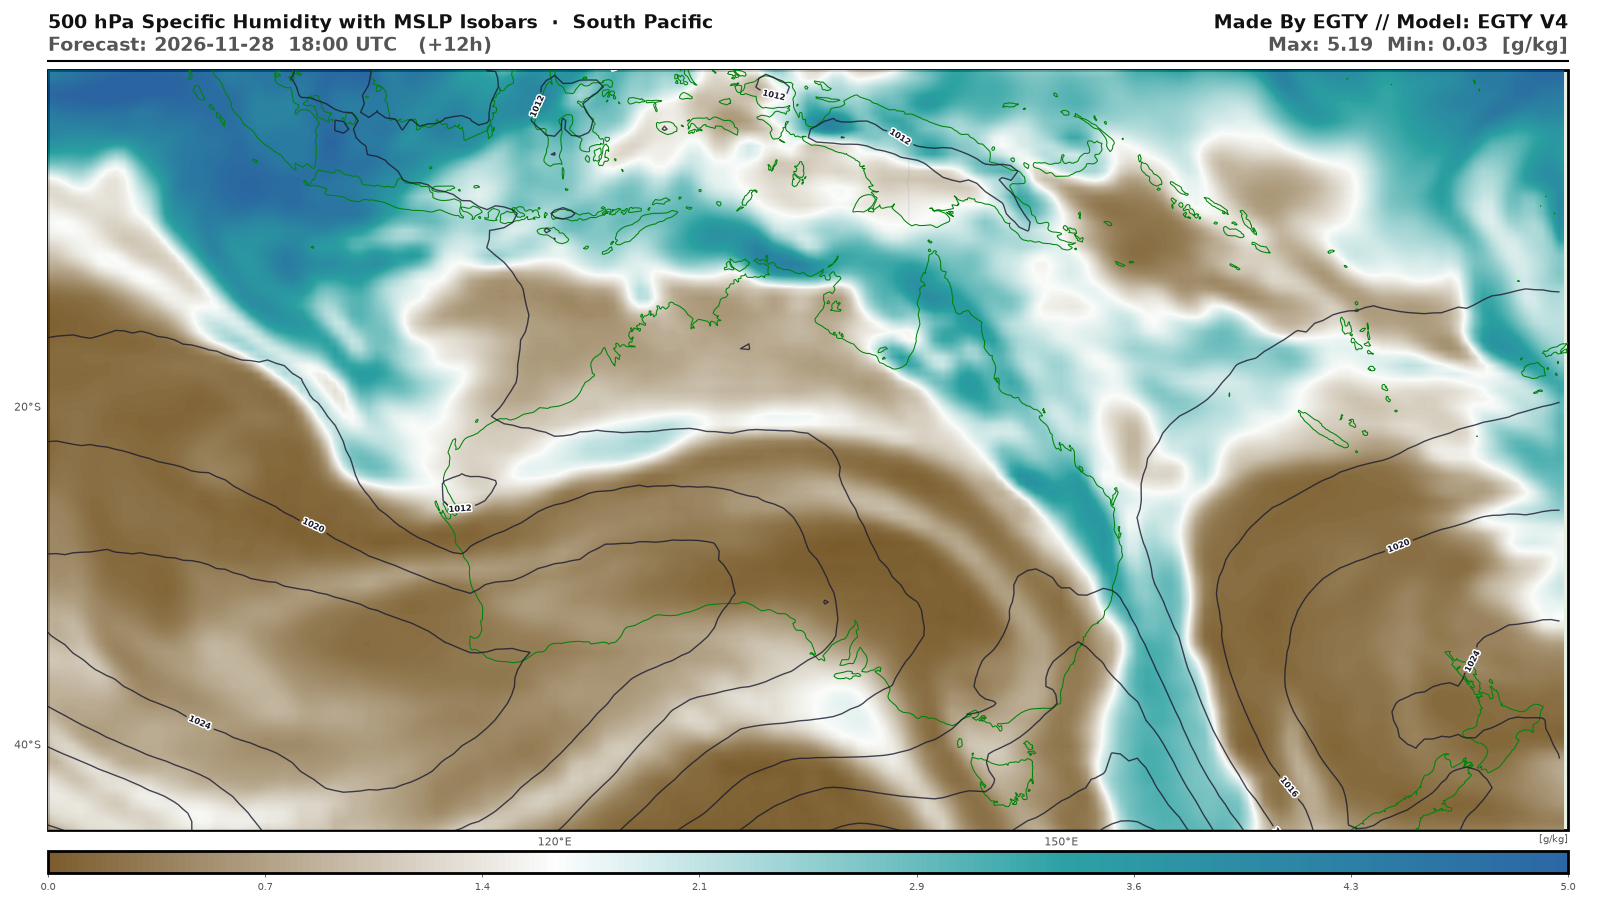 500 hPa Specific Humidity with MSLP Isobars · South Pacific
Made By EGTY // Model: EGTY V4
Forecast: 2026-11-28 18:00 UTC (+12h)
Max: 5.19 Min: 0.03 [g/kg]
1012
1012
1012
20°S
1012
1020
1020
1024
1024
40°S
1016
120°E
150°E
[g/kg]
0.0
0.7
1.4
2.1
2.9
3.6
4.3
5.0